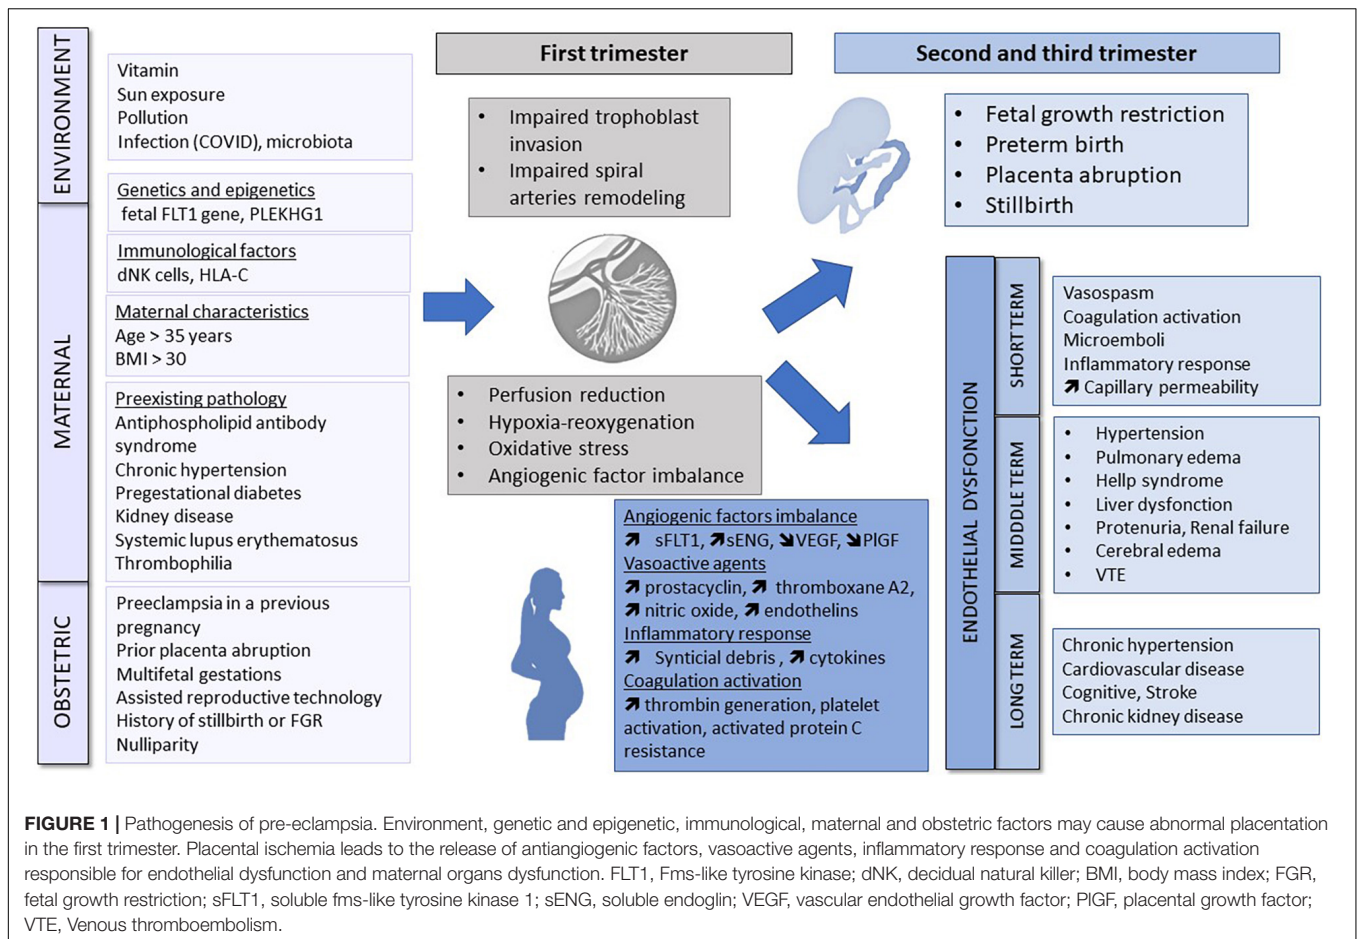 ENVIRONMENT
Vitamin
Sun exposure
Pollution
Infection (COVID), microbiota
MATERNAL
Genetics and epigenetics
fetal FLT1 gene, PLEKHG1
Immunological factors
dNK cells, HLA-C
Maternal characteristics
Age > 35 years
BMI > 30
Preexisting pathology
Antiphospholipid antibody
syndrome
Chronic hypertension
Pregestational diabetes
Kidney disease
Systemic lupus erythematosus
Thrombophilia
OBSTETRIC
Preeclampsia in a previous
pregnancy
Prior placenta abruption
Multifetal gestations
Assisted reproductive technology
History of stillbirth or FGR
Nulliparity
First trimester
• Impaired trophoblast
invasion
• Impaired spiral
arteries remodeling
• Perfusion reduction
• Hypoxia-reoxygenation
• Oxidative stress
• Angiogenic factor imbalance
Second and third trimester
• Fetal growth restriction
• Preterm birth
• Placenta abruption
• Stillbirth
Angiogenic factors imbalance
↗ sFLT1, ↗sENG, ↘VEGF, ↘PlGF
Vasoactive agents
↗prostacyclin, ↗ thromboxane A2,
↗nitric oxide, ↗ endothelins
Inflammatory response
↗ Synticial debris , ↗ cytokines
Coagulation activation
↗ thrombin generation, platelet
activation, activated protein C
resistance
ENDOTHELIAL DYSFONCTION
SHORT TERM
Vasospasm
Coagulation activation
Microemboli
Inflammatory response
↗ Capillary permeability
MIDDLE TERM
• Hypertension
• Pulmonary edema
• Hellp syndrome
• Liver dysfonction
• Protenuria, Renal failure
• Cerebral edema
• VTE
LONG TERM
Chronic hypertension
Cardiovascular disease
Cognitive, Stroke
Chronic kidney disease
FIGURE 1 | Pathogenesis of pre-eclampsia. Environment, genetic and epigenetic, immunological, maternal and obstetric factors may cause abnormal placentation
in the first trimester. Placental ischemia leads to the release of antiangiogenic factors, vasoactive agents, inflammatory response and coagulation activation
responsible for endothelial dysfunction and maternal organs dysfunction. FLT1, Fms-like tyrosine kinase; dNK, decidual natural killer; BMI, body mass index; FGR,
fetal growth restriction; sFLT1, soluble fms-like tyrosine kinase 1; sENG, soluble endoglin; VEGF, vascular endothelial growth factor; PlGF, placental growth factor;
VTE, Venous thromboembolism.